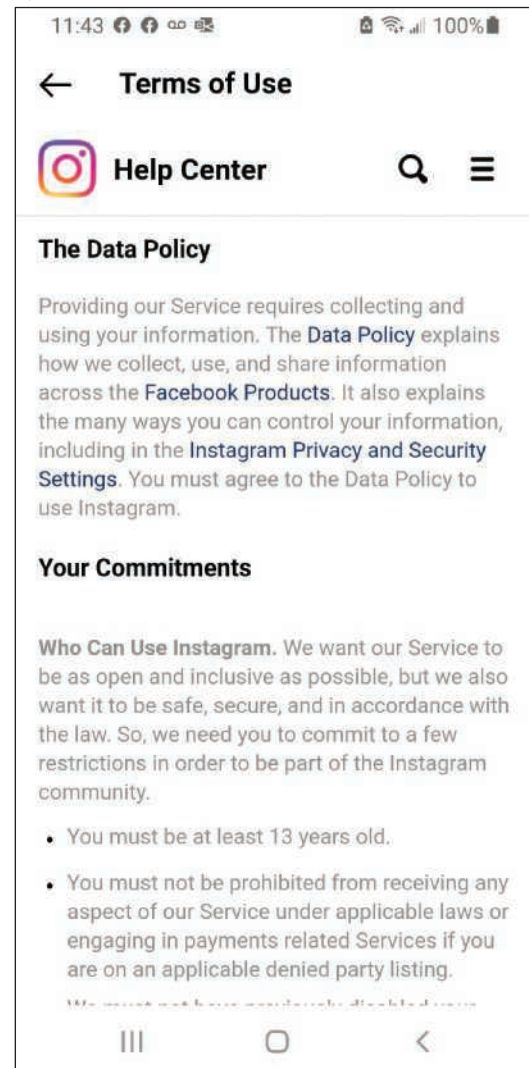 11:43
100%
Terms of Use
Help Center
The Data Policy
Providing our Service requires collecting and
using your information. The Data Policy explains
how we collect, use, and share information
across the Facebook Products. It also explains
the many ways you can control your information,
including in the Instagram Privacy and Security
Settings. You must agree to the Data Policy to
use Instagram.
Your Commitments
Who Can Use Instagram. We want our Service to
be as open and inclusive as possible, but we also
want it to be safe, secure, and in accordance with
the law. So, we need you to commit to a few
restrictions in order to be part of the Instagram
community.
• You must be at least 13 years old.
• You must not be prohibited from receiving any
aspect of our Service under applicable laws or
engaging in payments related Services if you
are on an applicable denied party listing.
We must not have previously disabled your